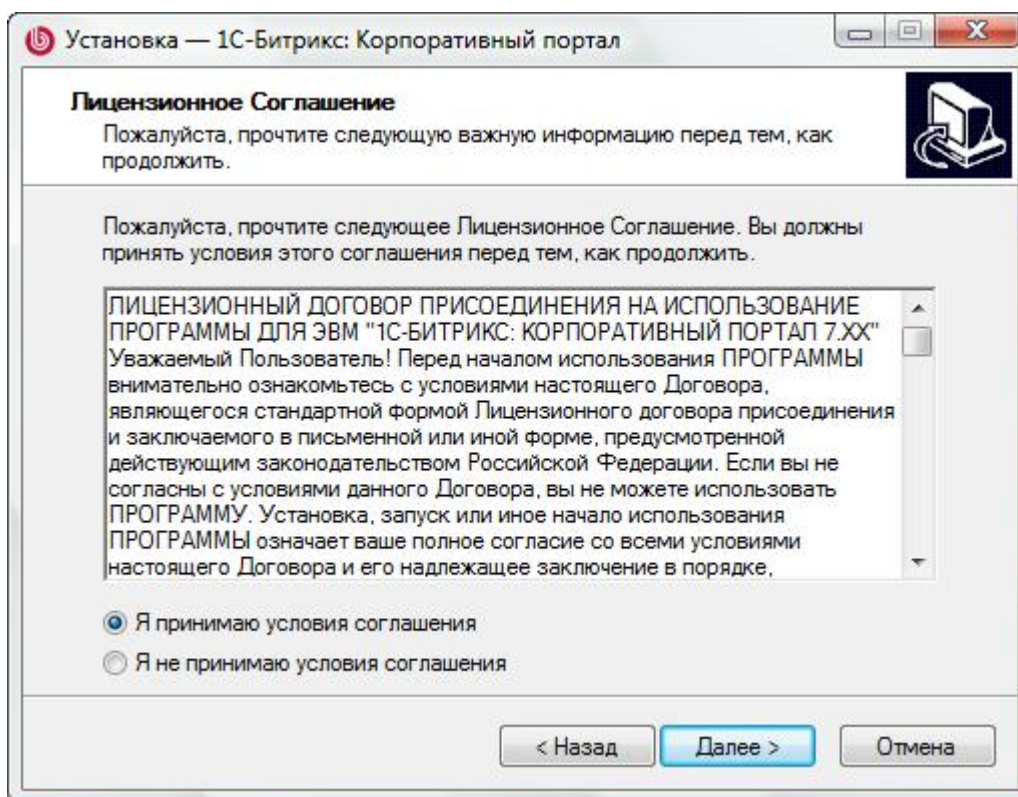 Установка — 1С-Битрикс: Корпоративный портал
Лицензионное Соглашение
Пожалуйста, прочтите следующую важную информацию перед тем, как
продолжить.
Пожалуйста, прочтите следующее Лицензионное Соглашение. Вы должны
принять условия этого соглашения перед тем, как продолжить.
ЛИЦЕНЗИОННЫЙ ДОГОВОР ПРИСОЕДИНЕНИЯ НА ИСПОЛЬЗОВАНИЕ
ПРОГРАММЫ ДЛЯ ЭВМ "1С-БИТРИКС: КОРПОРАТИВНЫЙ ПОРТАЛ 7.XX"
Уважаемый Пользователь! Перед началом использования ПРОГРАММЫ
внимательно ознакомьтесь с условиями настоящего Договора,
являющегося стандартной формой Лицензионного договора присоединения
и заключаемого в письменной или иной форме, предусмотренной
действующим законодательством Российской Федерации. Если вы не
согласны с условиями данного Договора, вы не можете использовать
ПРОГРАММУ. Установка, запуск или иное начало использования
ПРОГРАММЫ означает ваше полное согласие со всеми условиями
настоящего Договора и его надлежащее заключение в порядке,
Я принимаю условия соглашения
Я не принимаю условия соглашения
< Назад
Далее >
Отмена